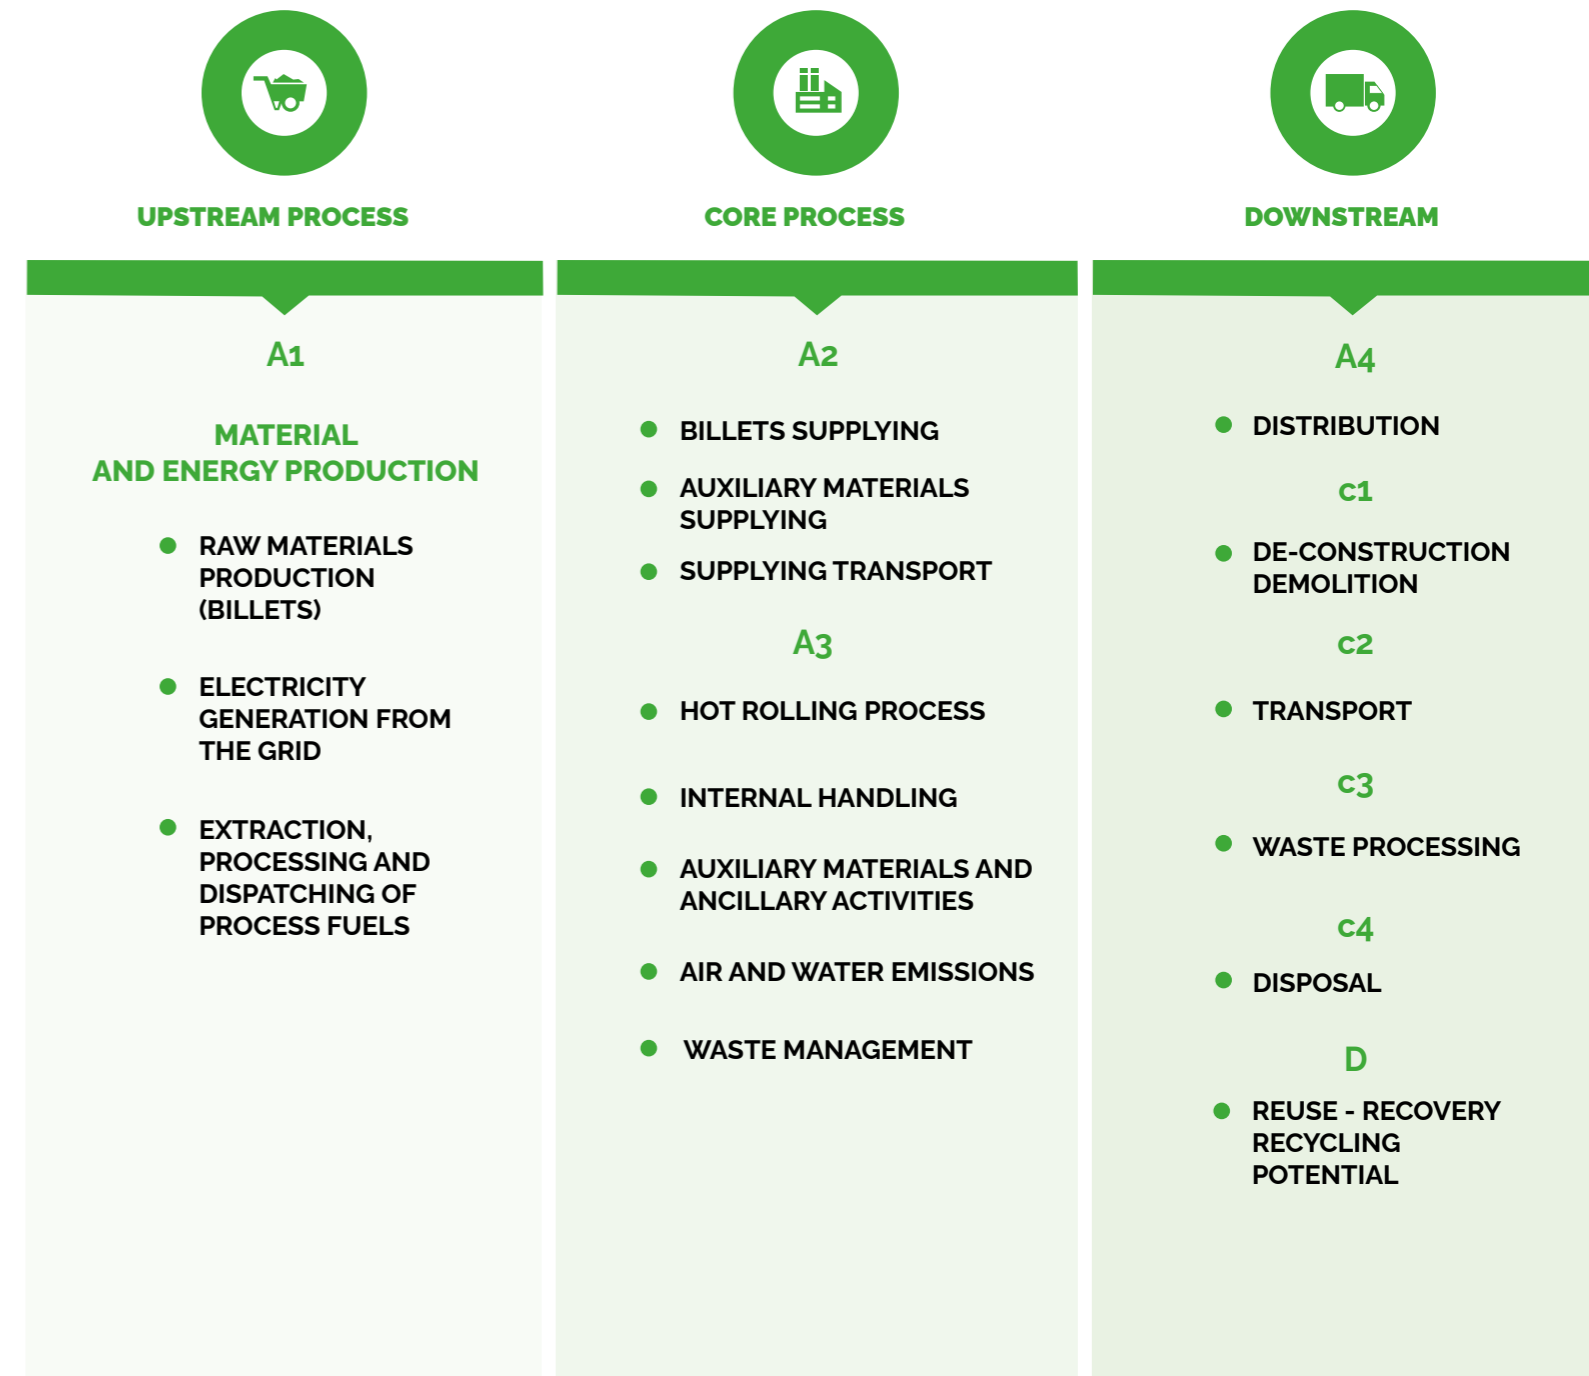 UPSTREAM PROCESS
A1
MATERIAL
AND ENERGY PRODUCTION
RAW MATERIALS
PRODUCTION
(BILLETS)
ELECTRICITY
GENERATION FROM
THE GRID
EXTRACTION,
PROCESSING AND
DISPATCHING OF
PROCESS FUELS
CORE PROCESS
A2
BILLETS SUPPLYING
AUXILIARY MATERIALS
SUPPLYING
SUPPLYING TRANSPORT
A3
HOT ROLLING PROCESS
INTERNAL HANDLING
AUXILIARY MATERIALS AND
ANCILLARY ACTIVITIES
AIR AND WATER EMISSIONS
WASTE MANAGEMENT
DOWNSTREAM
A4
DISTRIBUTION
c1
DE-CONSTRUCTION
DEMOLITION
c2
TRANSPORT
c3
WASTE PROCESSING
c4
DISPOSAL
D
REUSE - RECOVERY
RECYCLING
POTENTIAL